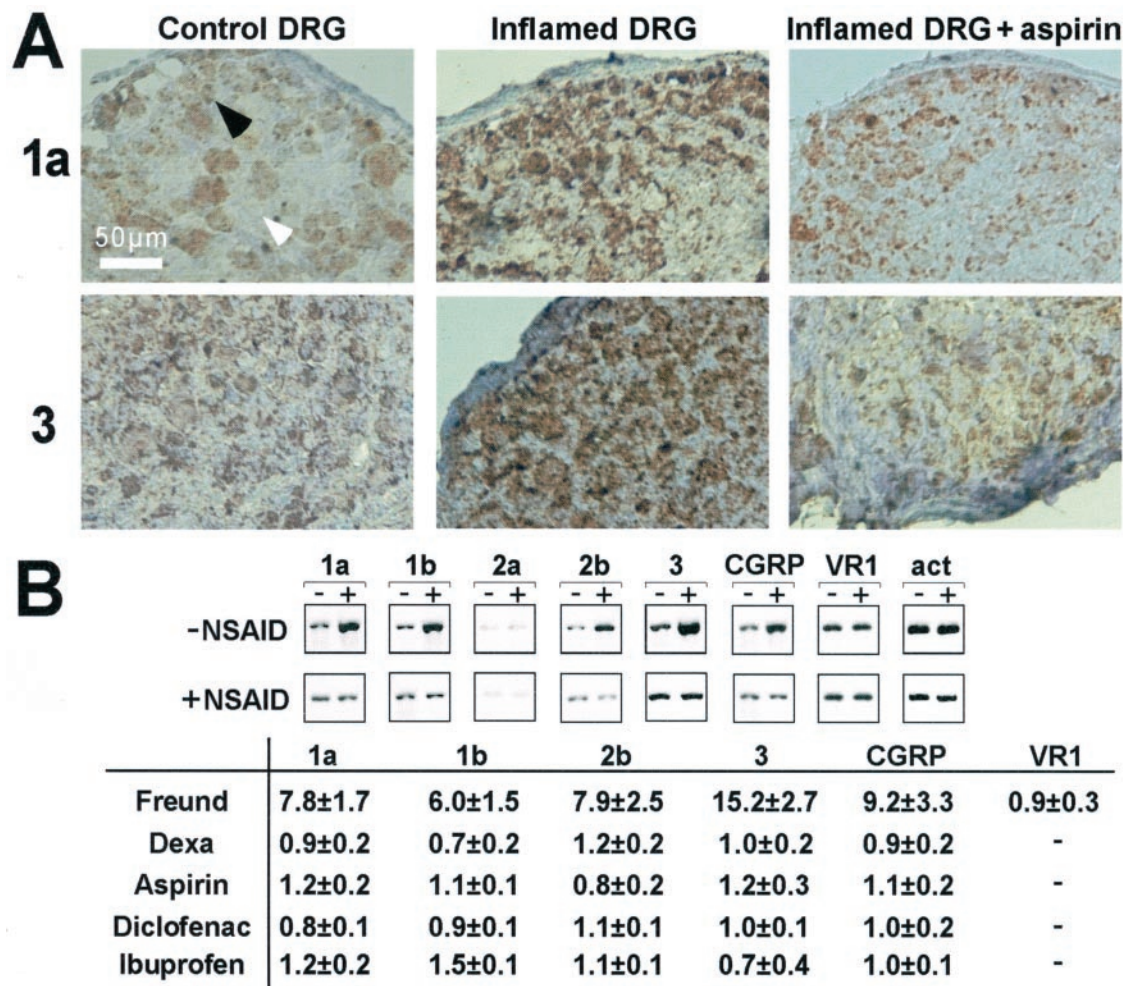 A
Control DRG Inflamed DRG Inflamed DRG + aspirin
1a
50µm
3
B
1a 1b 2a 2b 3 CGRP VR1 act
- + - + - + - + - + - + - + - +
-NSAID
+NSAID
1a 1b 2b 3 CGRP VR1
Freund 7.8±1.7 6.0±1.5 7.9±2.5 15.2±2.7 9.2±3.3 0.9±0.3
Dexa 0.9±0.2 0.7±0.2 1.2±0.2 1.0±0.2 0.9±0.2 -
Aspirin 1.2±0.2 1.1±0.1 0.8±0.2 1.2±0.3 1.1±0.2 -
Diclofenac 0.8±0.1 0.9±0.1 1.1±0.1 1.0±0.1 1.0±0.2 -
Ibuprofen 1.2±0.2 1.5±0.1 1.1±0.1 0.7±0.4 1.0±0.1 -